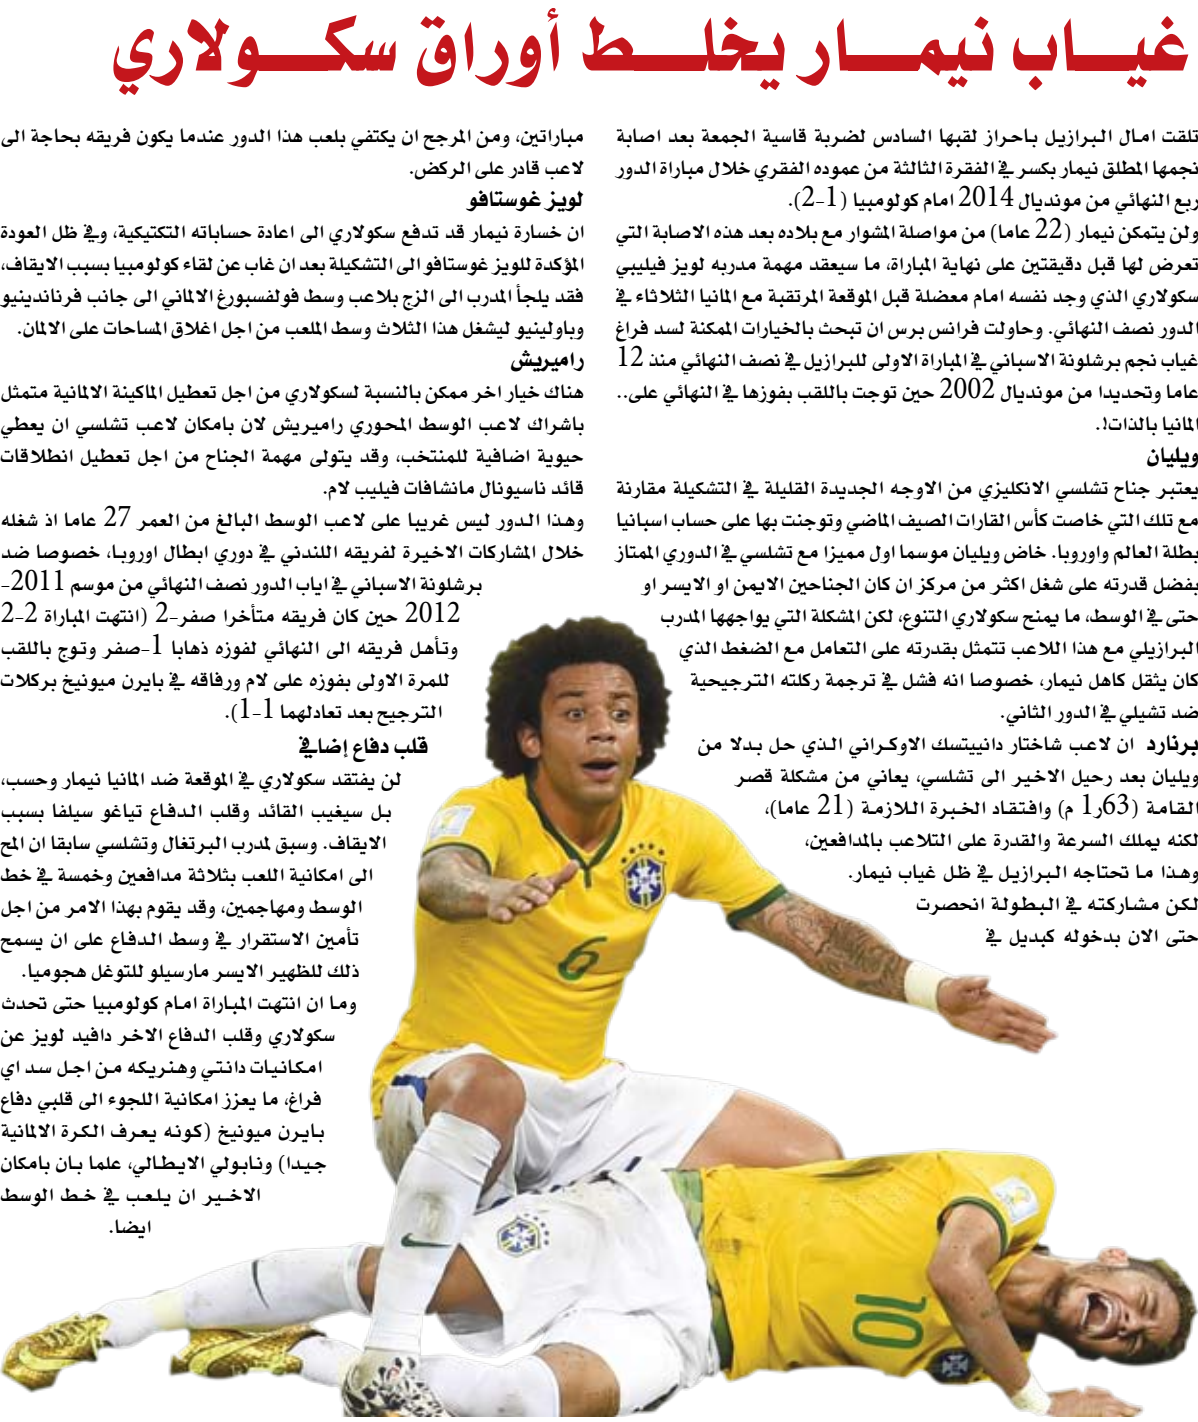 غياب نيمار يخلط أوراق سكولاري
تلقت امال البرازيل باحراز لقبها السادس لضربة قاسية الجمعة بعد اصابة
نجمها المطلق نيمار بكسر في الفقرة الثالثة من عموده الفقري خلال مباراة الدور
ربع النهائي من مونديال 2014 امام كولومبيا (1-2).
ولن يتمكن نيمار (22 عاما) من مواصلة المشوار مع بلاده بعد هذه الاصابة التي
تعرض لها قبل دقيقتين على نهاية المباراة، ما سيعقد مهمة مدربه لويز فيليبي
سكولاري الذي وجد نفسه امام معضلة قبل الموقعة المرتقبة مع المانيا الثلاثاء في
الدور نصف النهائي. وحاولت فرانس برس ان تبحث بالخيارات الممكنة لسد فراغ
غياب نجم برشلونة الاسباني في المباراة الاولى للبرازيل في نصف النهائي منذ 12
عاما وتحديدا من مونديال 2002 حين توجت باللقب بفوزها في النهائي على..
المانيا بالذات!.
ويليان
يعتبر جناح تشلسي الانكليزي من الاوجه الجديدة القليلة في التشكيلة مقارنة
مع تلك التي خاصت كأس القارات الصيف الماضي وتوجنت بها على حساب اسبانيا
بطلة العالم واوروبا. خاض ويليان موسما اول مميزا مع تشلسي في الدوري الممتاز
بفضل قدرته على شغل اكثر من مركز ان كان الجناحين الايمن او الايسر او
حتى في الوسط، ما يمنح سكولاري التنوع، لكن المشكلة التي يواجهها المدرب
البرازيلي مع هذا اللاعب تتمثل بقدرته على التعامل مع الضغط الذي
كان يثقل كاهل نيمار، خصوصا انه فشل في ترجمة ركلته الترجيحية
ضد تشيلي في الدور الثاني.
برنارد ان لاعب شاختار دانييتسك الاوكراني الذي حل بدلا من
ويليان بعد رحيل الاخير الى تشلسي، يعاني من مشكلة قصر
القامة (1٫63 م) وافتقاد الخبرة اللازمة (21 عاما)،
لكنه يملك السرعة والقدرة على التلاعب بالمدافعين،
وهذا ما تحتاجه البرازيل في ظل غياب نيمار.
لكن مشاركته في البطولة انحصرت
حتى الان بدخوله كبديل في
مباراتين، ومن المرجح ان يكتفي بلعب هذا الدور عندما يكون فريقه بحاجة الى
لاعب قادر على الركض.
لويز غوستافو
ان خسارة نيمار قد تدفع سكولاري الى اعادة حساباته التكتيكية، وفي ظل العودة
المؤكدة للويز غوستافو الى التشكيلة بعد ان غاب عن لقاء كولومبيا بسبب الايقاف،
فقد يلجأ المدرب الى الزج بلاعب وسط فولفسبورغ الالماني الى جانب فرناندينيو
وباولينيو ليشغل هذا الثلاث وسط الملعب من اجل اغلاق المساحات على الالمان.
راميريش
هناك خيار اخر ممكن بالنسبة لسكولاري من اجل تعطيل الماكينة الالمانية متمثل
باشراك لاعب الوسط المحوري راميريش لان بامكان لاعب تشلسي ان يعطي
حيوية اضافية للمنتخب، وقد يتولى مهمة الجناح من اجل تعطيل انطلاقات
قائد ناسيونال مانشافات فيليب لام.
وهذا الدور ليس غريبا على لاعب الوسط البالغ من العمر 27 عاما اذ شغله
خلال المشاركات الاخيرة لفريقه اللندني في دوري ابطال اوروبا، خصوصا ضد
برشلونة الاسباني في اياب الدور نصف النهائي من موسم 2011-
2012 حين كان فريقه متأخرا صفر-2 (انتهت المباراة 2-2
وتأهل فريقه الى النهائي لفوزه ذهابا 1-صفر وتوج باللقب
للمرة الاولى بفوزه على لام ورفاقه في بايرن ميونيخ بركلات
الترجيح بعد تعادلهما 1-1).
قلب دفاع إضافي
لن يفتقد سكولاري في الموقعة ضد المانيا نيمار وحسب،
بل سيغيب القائد وقلب الدفاع تياغو سيلفا بسبب
الايقاف. وسبق لمدرب البرتغال وتشلسي سابقا ان المح
الى امكانية اللعب بثلاثة مدافعين وخمسة في خط
الوسط ومهاجمين، وقد يقوم بهذا الامر من اجل
تأمين الاستقرار في وسط الدفاع على ان يسمح
ذلك للظهير الايسر مارسيلو للتوغل هجوميا.
وما ان انتهت المباراة امام كولومبيا حتى تحدث
سكولاري وقلب الدفاع الاخر دافيد لويز عن
امكانيات دانتي وهنريكه من اجل سد اي
فراغ، ما يعزز امكانية اللجوء الى قلبي دفاع
بايرن ميونيخ (كونه يعرف الكرة الالمانية
جيدا) ونابولي الايطالي، علما بان بامكان
الاخير ان يلعب في خط الوسط
ايضا.
6
10